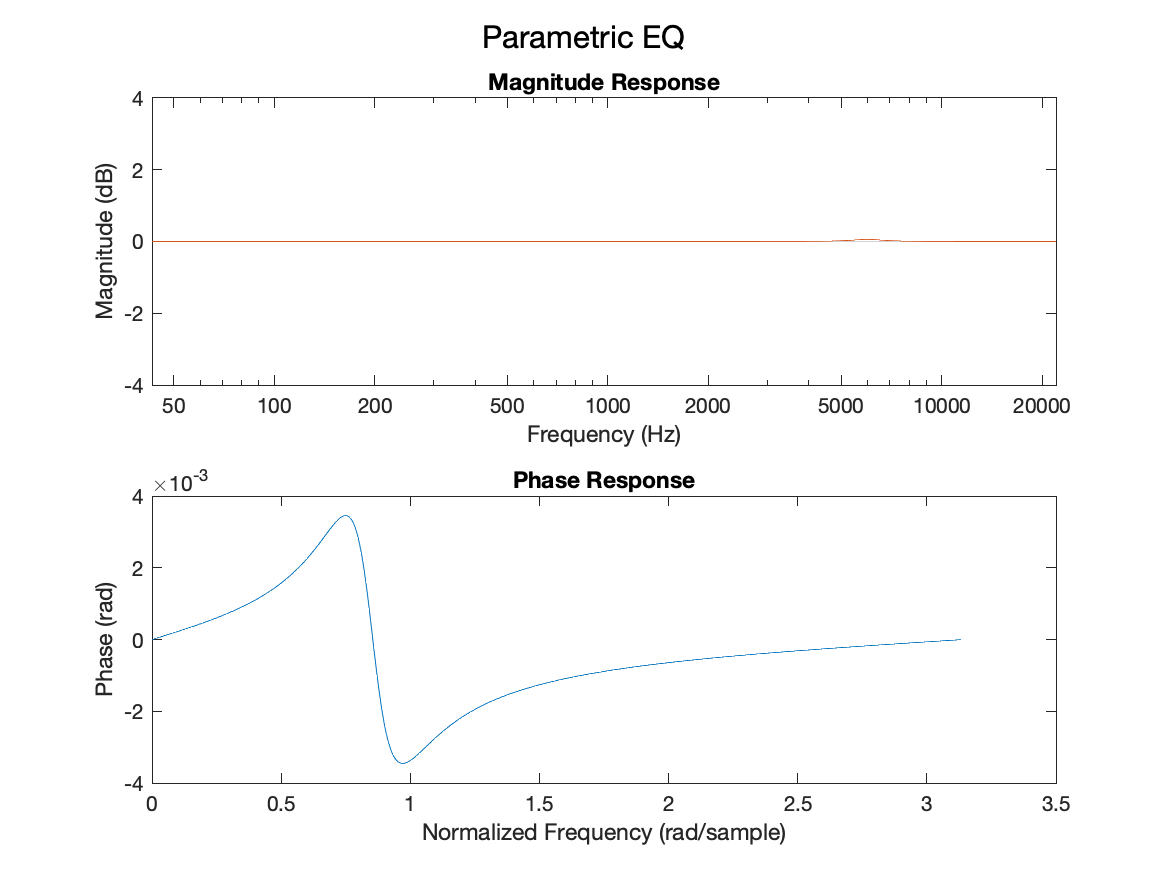 Parametric EQ
Magnitude Response
4
2
0
-2
-4
Magnitude (dB)
50 100 200 500 1000 2000 5000 10000 20000
Frequency (Hz)
Phase Response
×10⁻³
4
2
0
-2
-4
Phase (rad)
0 0.5 1 1.5 2 2.5 3 3.5
Normalized Frequency (rad/sample)